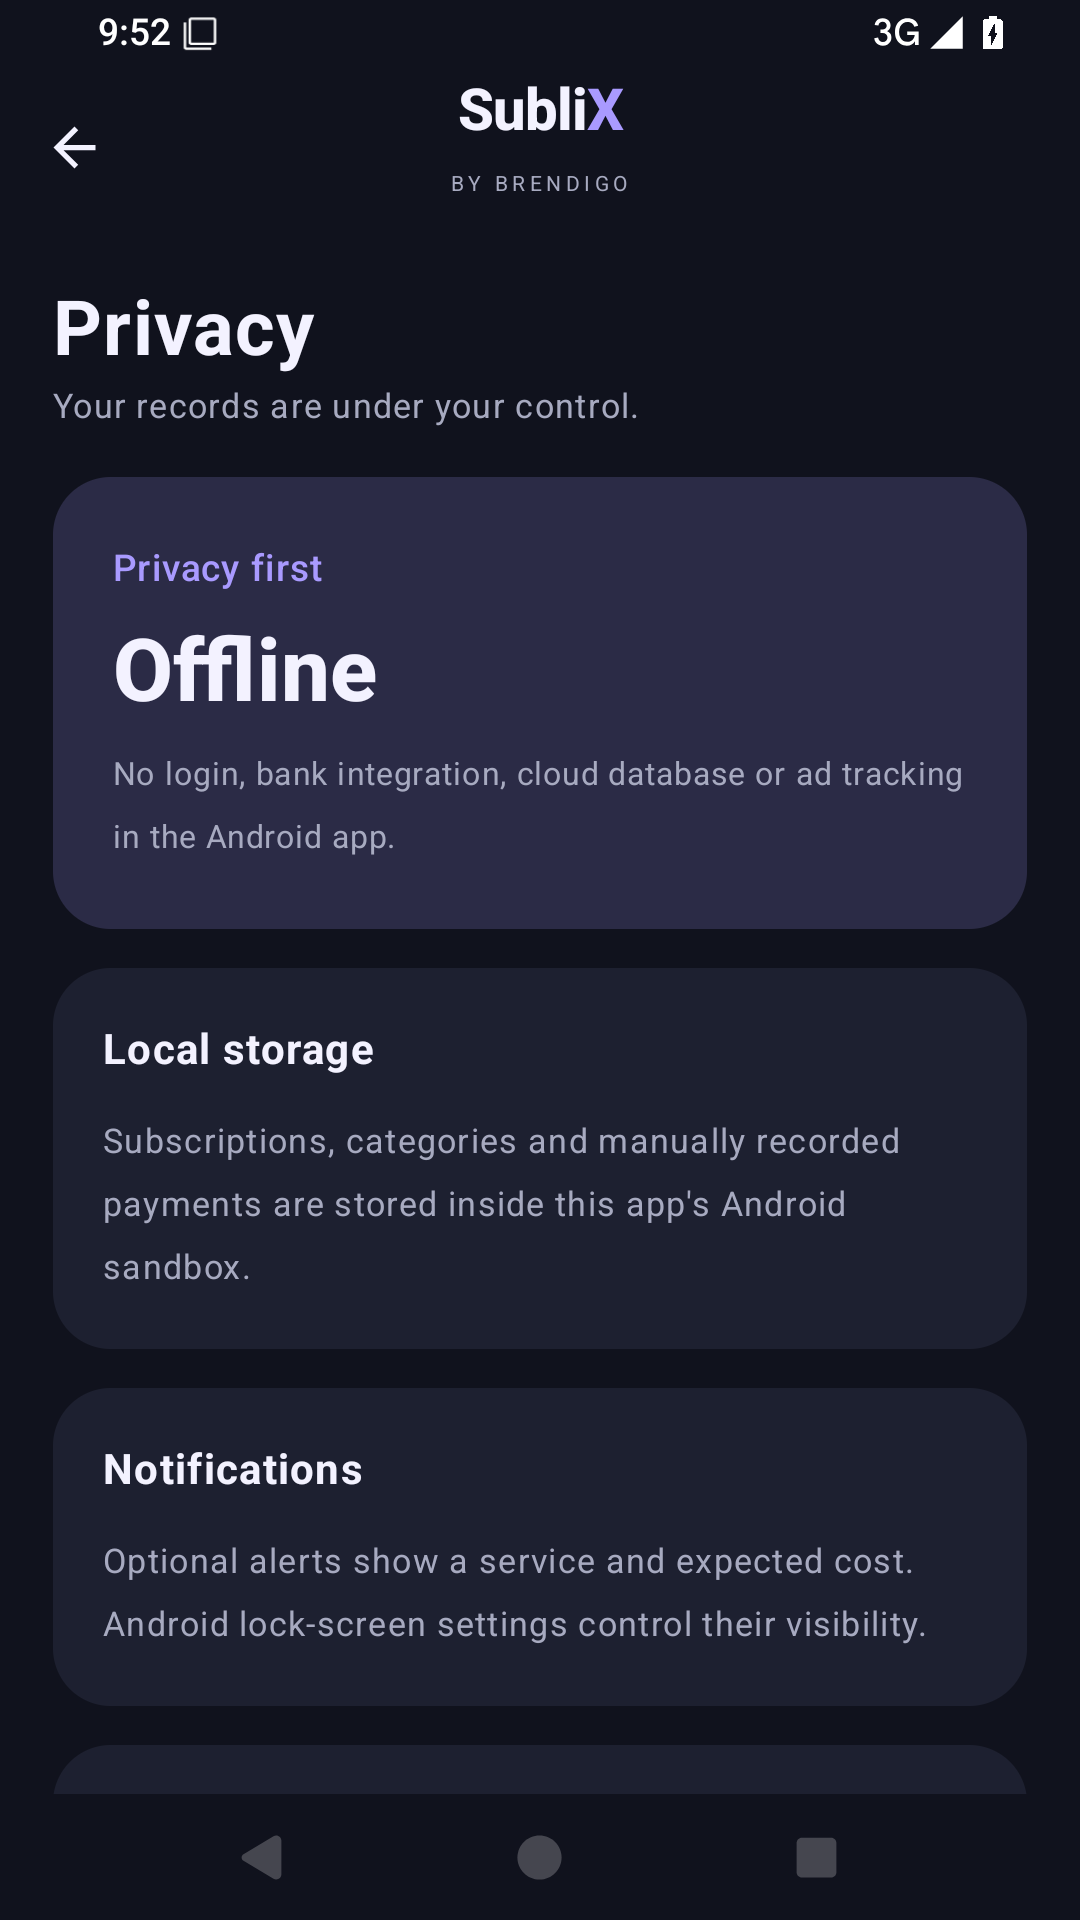 9:52
3G
SubliX
BY BRENDIGO
Privacy
Your records are under your control.
Privacy first
Offline
No login, bank integration, cloud database or ad tracking
in the Android app.
Local storage
Subscriptions, categories and manually recorded
payments are stored inside this app's Android
sandbox.
Notifications
Optional alerts show a service and expected cost.
Android lock-screen settings control their visibility.